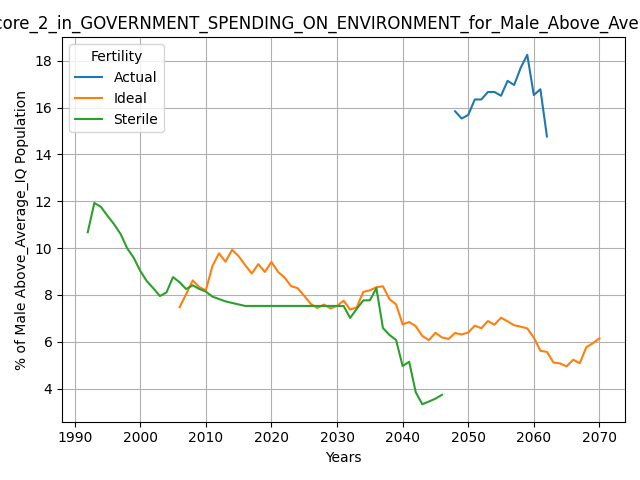 core_2_in_GOVERNMENT_SPENDING_ON_ENVIRONMENT_for_Male_Above_Ave
Fertility
Actual
Ideal
Sterile
% of Male Above_Average_IQ Population
18
16
14
12
10
8
6
4
1990 2000 2010 2020 2030 2040 2050 2060 2070
Years